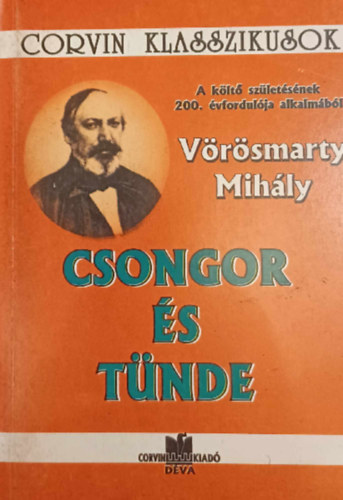 CORVIN KLASSZIKUSOK
A költő születésének
200. évfordulója alkalmából
Vörösmarty
Mihály
CSONGOR
ÉS
TÜNDE
CORVIN KIADÓ
DÉVA